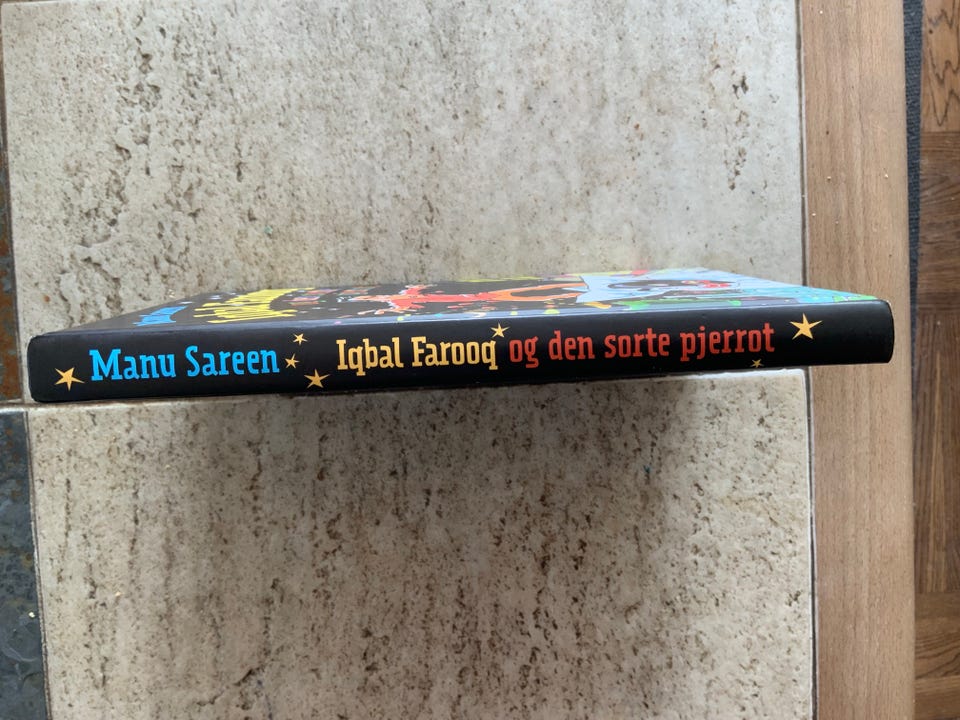 Manu Sareen Iqbal Farooq og den sorte pjerrot